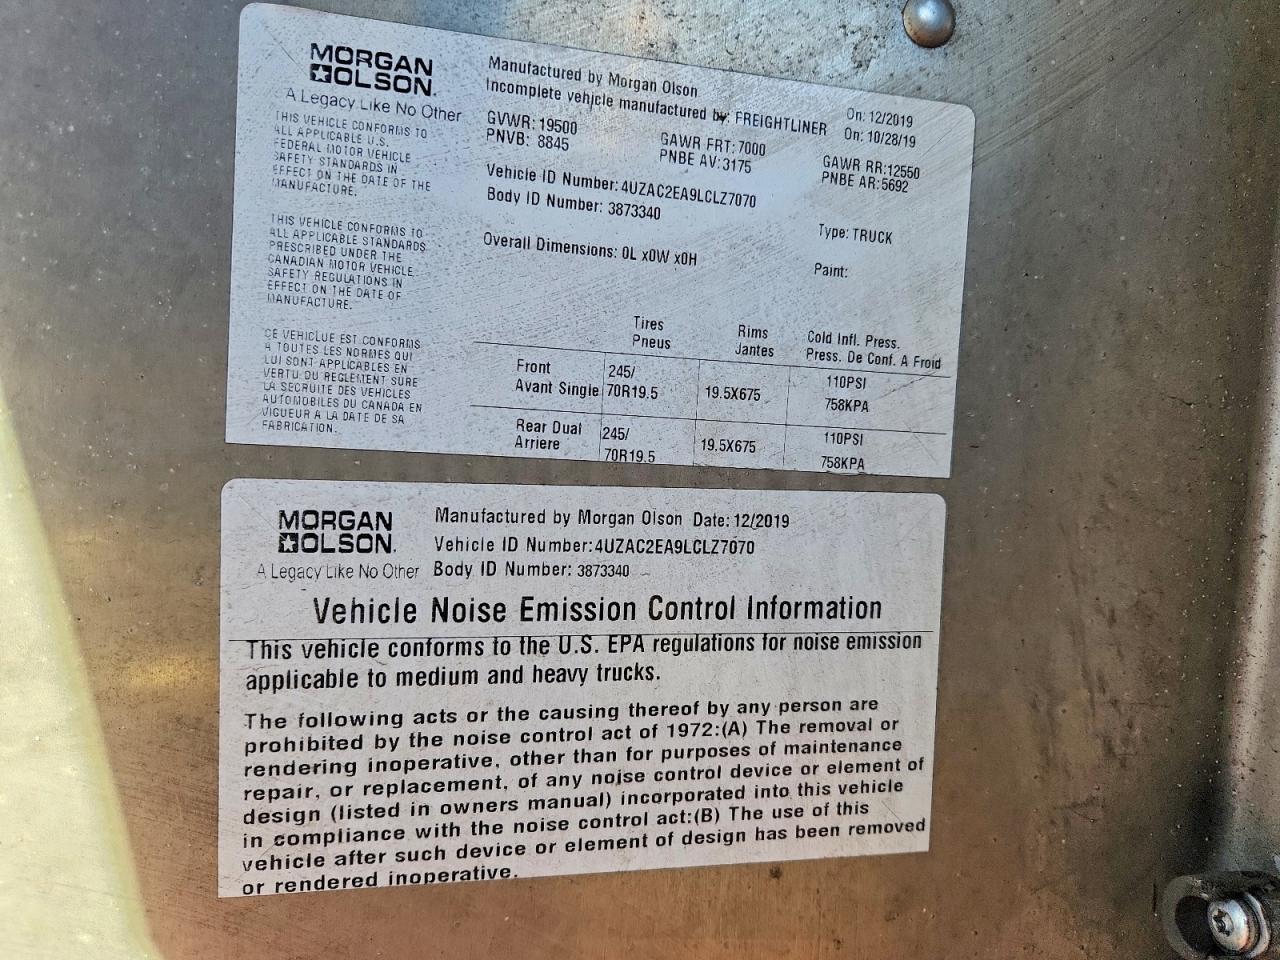 MORGAN
OLSON.
A Legacy Like No Other
THIS VEHICLE CONFORMS TO
ALL APPLICABLE U.S.
FEDERAL MOTOR VEHICLE
SAFETY STANDARDS IN
EFFECT ON THE DATE OF THE
MANUFACTURE.
THIS VEHICLE CONFORMS TO
ALL APPLICABLE STANDARDS
PRESCRIBED UNDER THE
CANADIAN MOTOR VEHICLE
SAFETY REGULATIONS IN
EFFECT ON THE DATE OF
MANUFACTURE.
CE VEHICLUE EST CONFORMS
A TOUTES LES NORMES QUI
LUI SONT APPLICABLES EN
VERTU DU REGLEMENT SURE
LA SECRUITE DES VEHICLES
AUTOMOBILES DU CANADA EN
VIGUEUR A LA DATE DE SA
FABRICATION.
Manufactured by Morgan Olson On: 12/2019
Incomplete vehicle manufactured by: FREIGHTLINER On: 10/28/19
GVWR: 19500 GAWR FRT: 7000 GAWR RR:12550
PNVB: 8845 PNBE AV:3175 PNBE AR:5692
Vehicle ID Number: 4UZAC2EA9LCLZ7070
Body ID Number: 3873340 Type: TRUCK
Overall Dimensions: 0L x0W x0H Paint:
Tires Rims Cold Infl. Press.
Pneus Jantes Press. De Conf. A Froid
Front 245/ 110PSI
Avant Single 70R19.5 19.5X675 758KPA
Rear Dual 245/ 110PSI
Arriere 70R19.5 19.5X675 758KPA
MORGAN
OLSON.
A Legacy Like No Other
Manufactured by Morgan Olson Date: 12/2019
Vehicle ID Number:4UZAC2EA9LCLZ7070
Body ID Number: 3873340
Vehicle Noise Emission Control Information
This vehicle conforms to the U.S. EPA regulations for noise emission
applicable to medium and heavy trucks.
The following acts or the causing thereof by any person are
prohibited by the noise control act of 1972:(A) The removal or
rendering inoperative, other than for purposes of maintenance
repair, or replacement, of any noise control device or element of
design (listed in owners manual) incorporated into this vehicle
in compliance with the noise control act:(B) The use of this
vehicle after such device or element of design has been removed
or rendered inoperative.